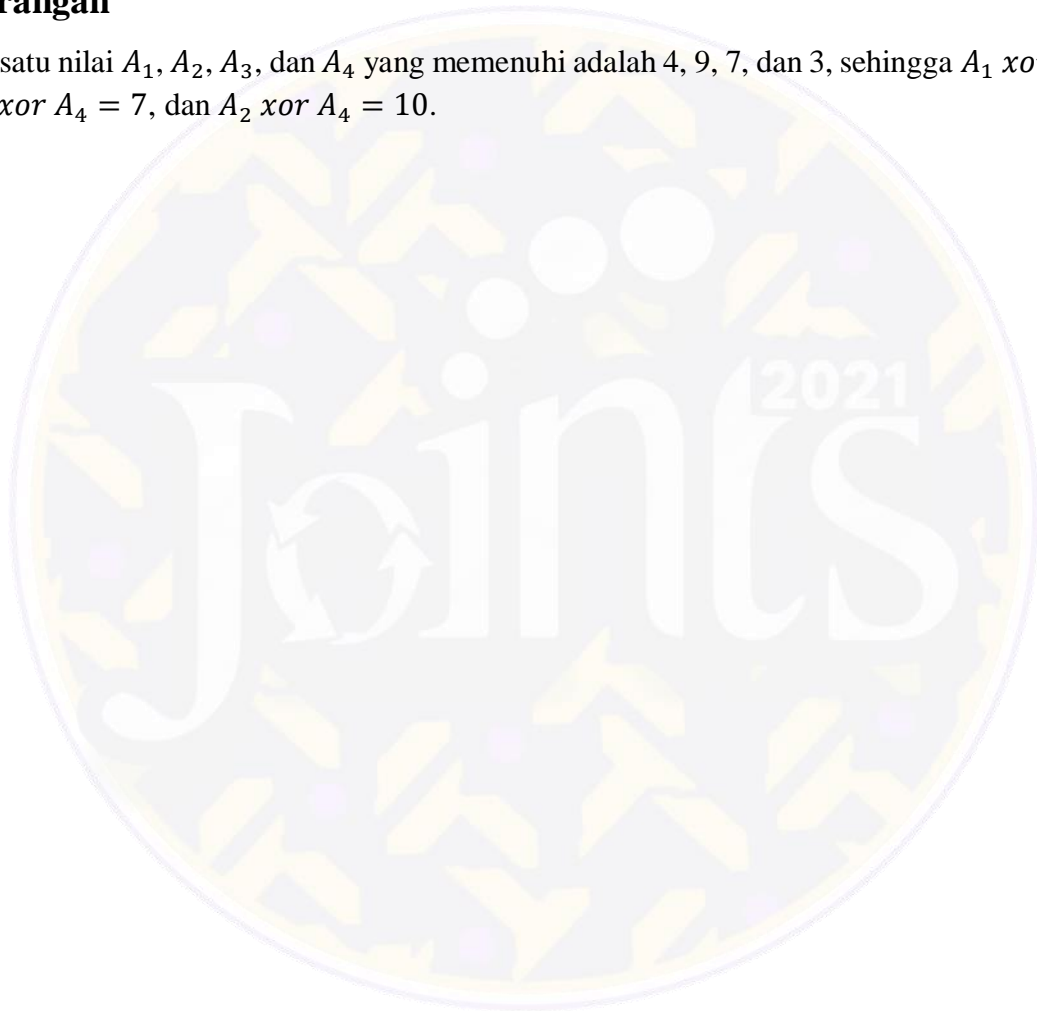 rangan
satu nilai A₁, A₂, A₃, dan A₄ yang memenuhi adalah 4, 9, 7, dan 3, sehingga A₁ xo
xor A₄ = 7, dan A₂ xor A₄ = 10.
2021
Joints